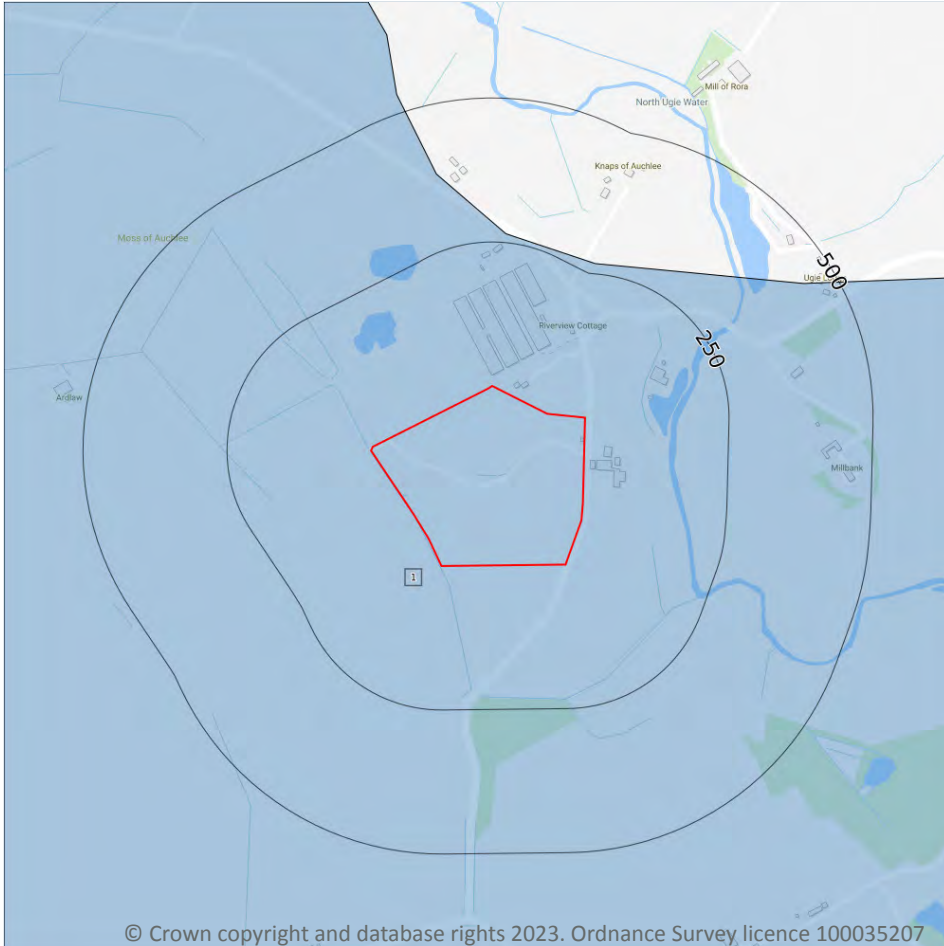 Mill of Rora
North Ugie Water
Knaps of Auchlee
Moss of Auchlee
500
Riverview Cottage
250
Ardlaw
Millbank
1
© Crown copyright and database rights 2023. Ordnance Survey licence 100035207